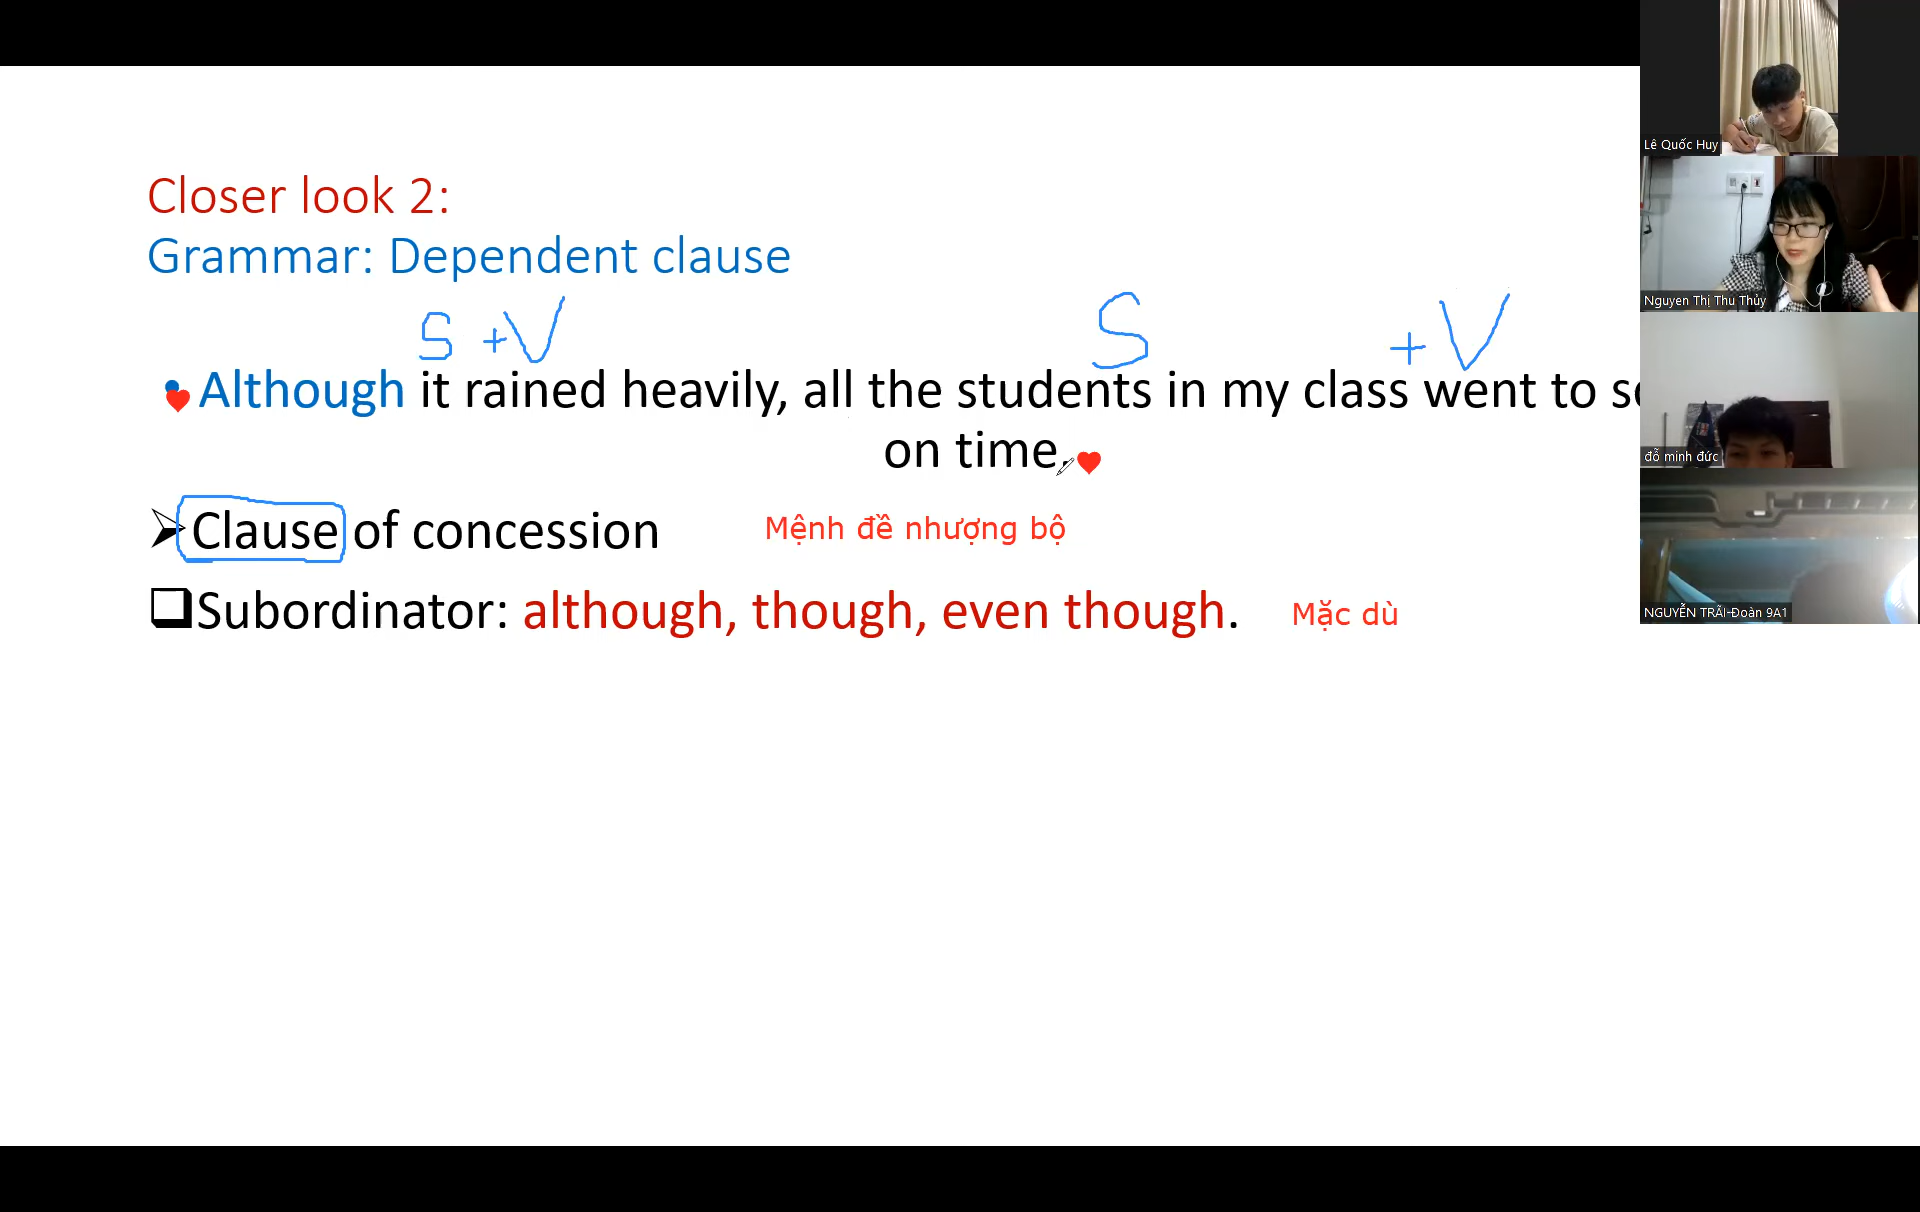 Closer look 2:
Grammar: Dependent clause
S + V S + V
Although it rained heavily, all the students in my class went to
on time.
Clause of concession Mệnh đề nhượng bộ
Subordinator: although, though, even though. Mặc dù
Lê Quốc Huy
Nguyen Thị Thu Thủy
đỗ minh đức
NGUYỄN TRÃI-Đoàn 9A1